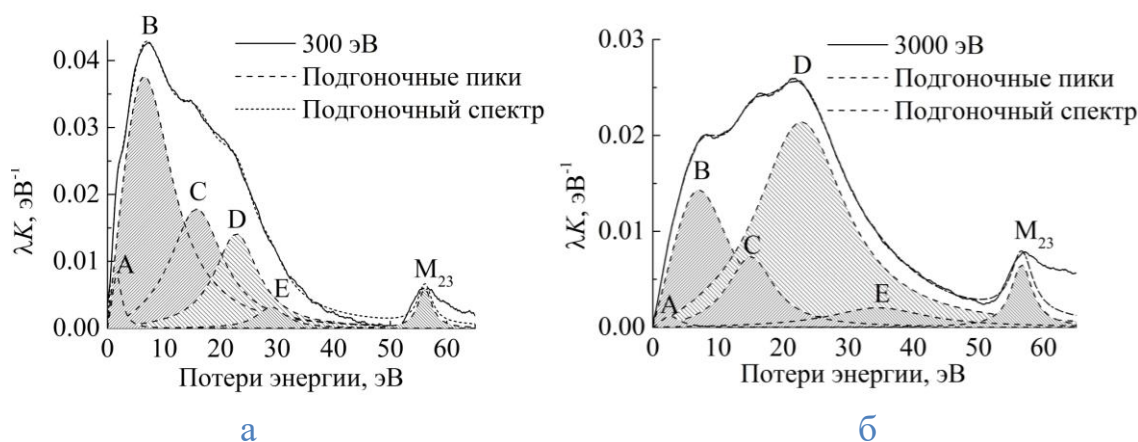 B
300 эВ
Подгоночные пики
Подгоночный спектр
0.04
0.03
0.02
0.01
0.00
λK, эВ⁻¹
A
C
D
E
M₂₃
0 10 20 30 40 50 60
Потери энергии, эВ
а
3000 эВ
Подгоночные пики
Подгоночный спектр
0.03
0.02
0.01
0.00
λK, эВ⁻¹
D
B
C
A
E
M₂₃
0 10 20 30 40 50 60
Потери энергии, эВ
б